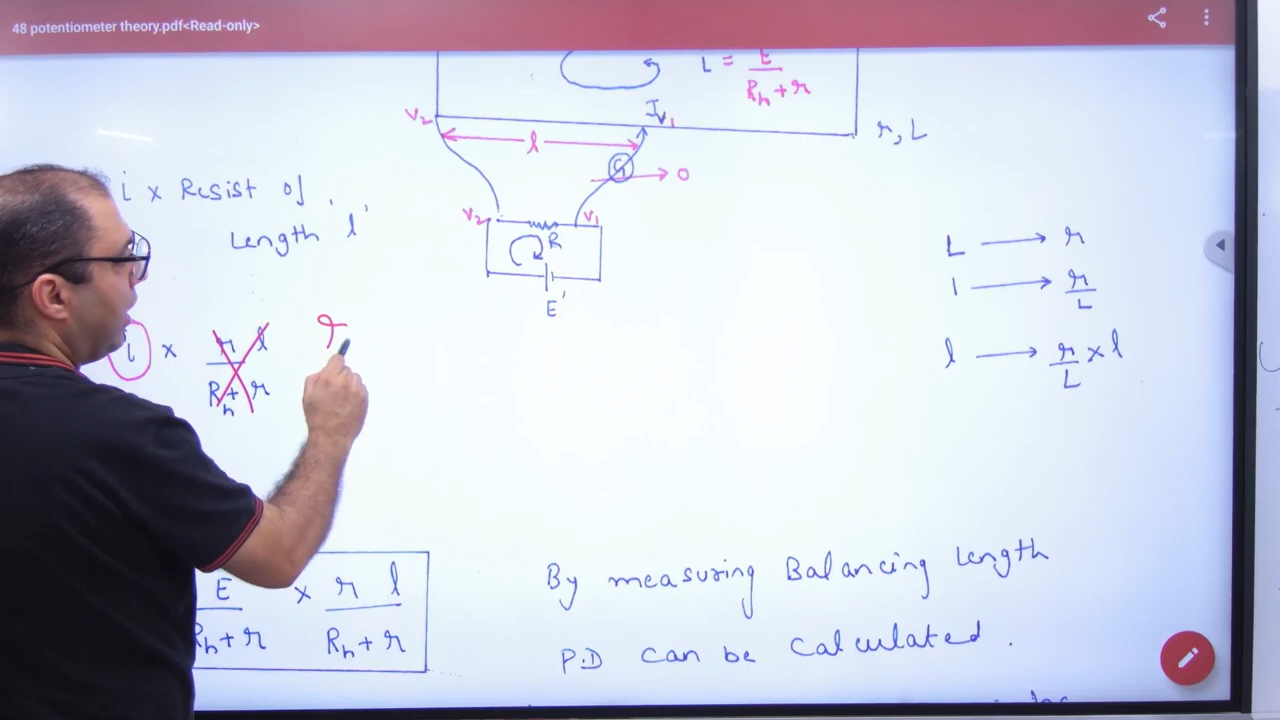 48 potentiometer theory.pdf<Read-only>
i = E / (Rh + r)
V2
J
V1
l
r, L
G
0
i x Resist of
Length 'l'
V2
V1
R
E'
L → r
1 → r/L
l → r/L x l
i x r l / (Rh + r)
r
E / (Rh + r) x r l / (Rh + r)
By measuring Balancing Length
P.D can be calculated.